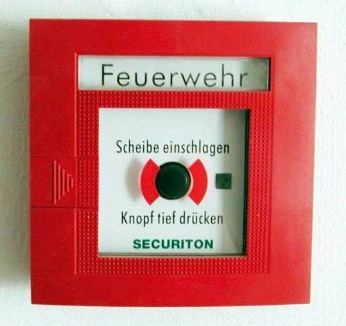 Feuerwehr
Scheibe einschlagen
Knopf tief drücken
SECURITON